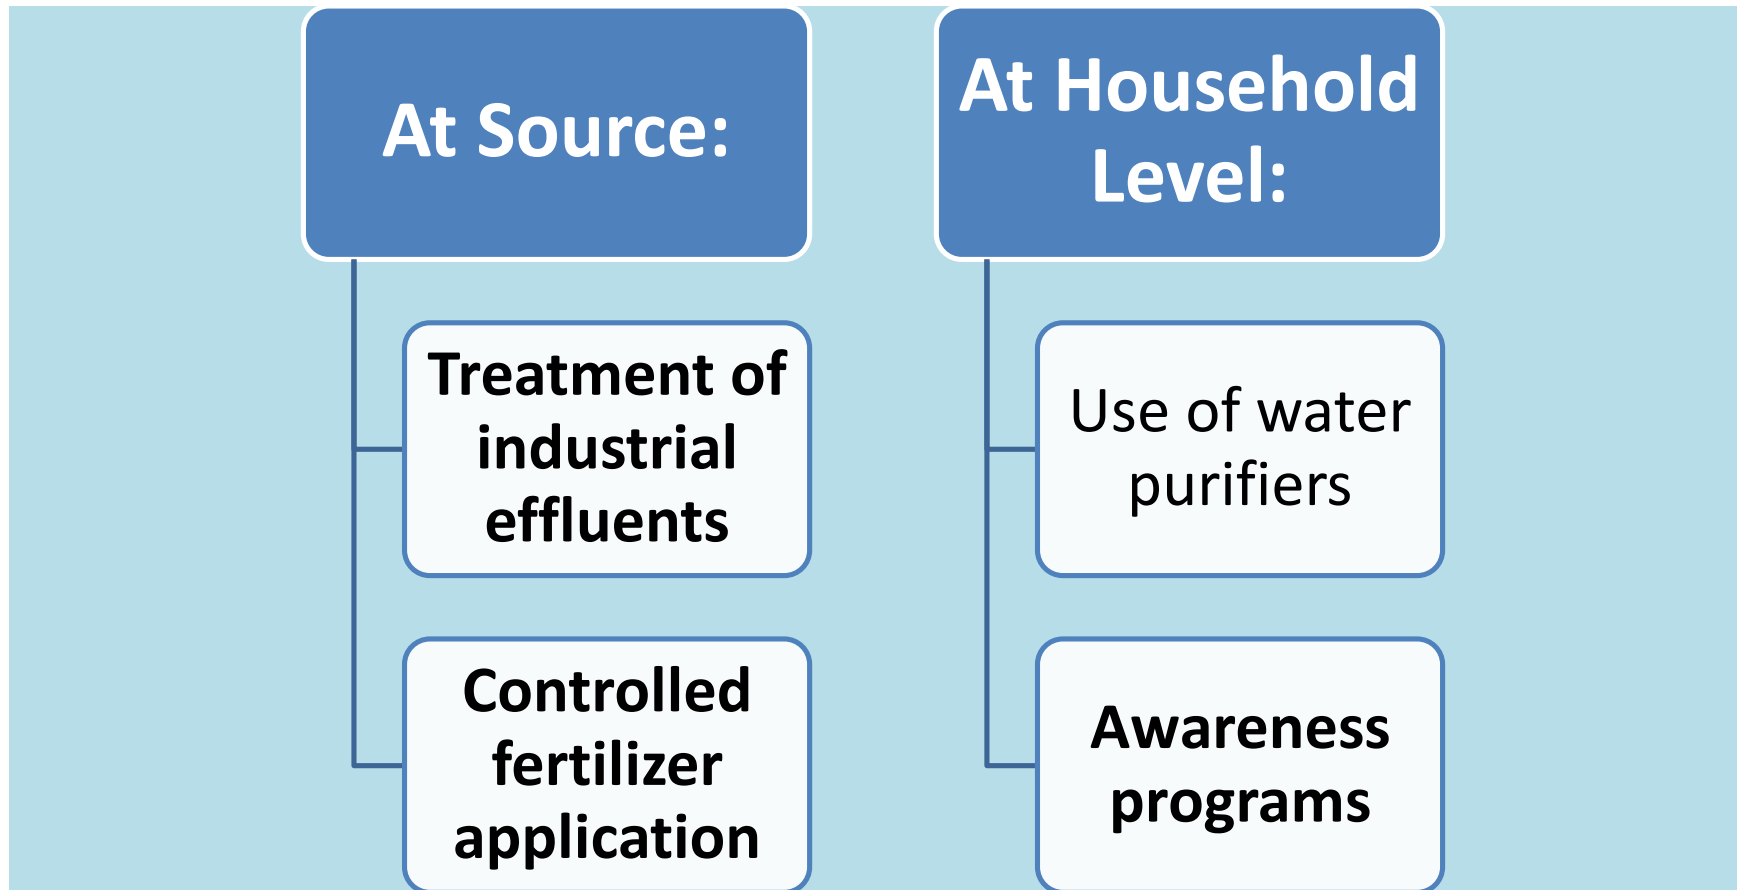 At Source:
Treatment of
industrial
effluents
Controlled
fertilizer
application
At Household
Level:
Use of water
purifiers
Awareness
programs